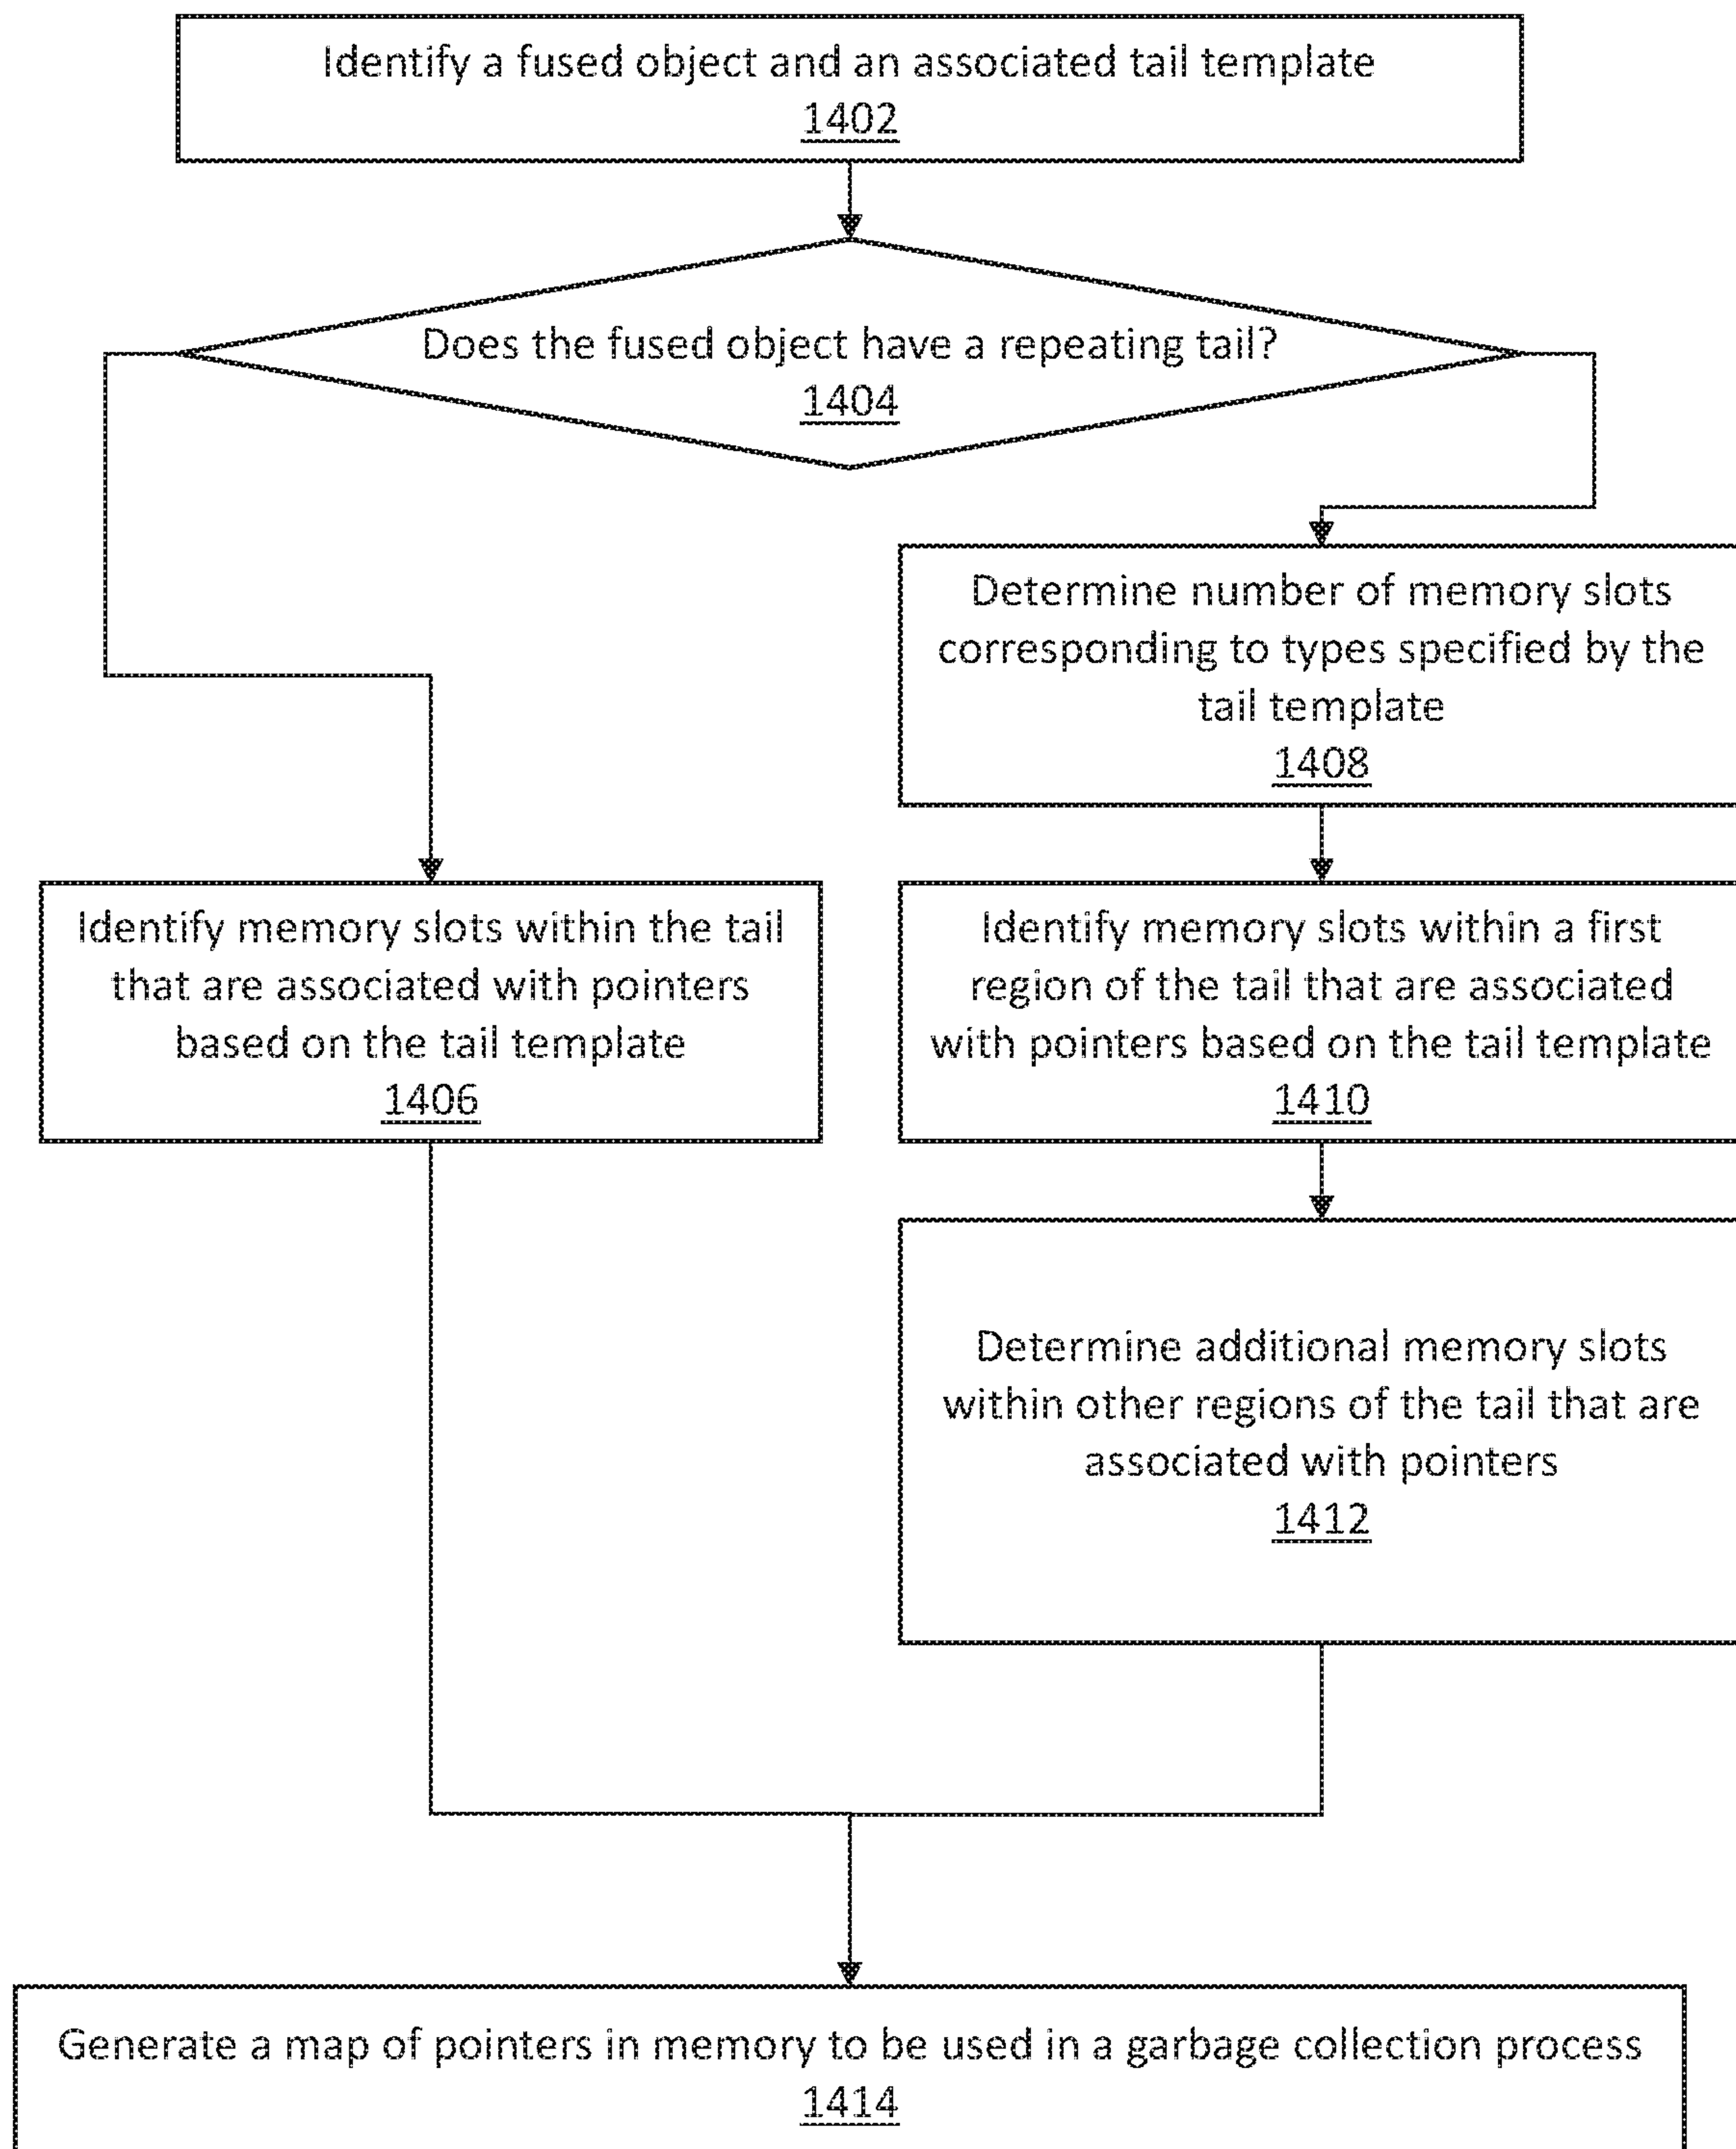 Identify a fused object and an associated tail template
1402
Does the fused object have a repeating tail?
1404
Determine number of memory slots
corresponding to types specified by the
tail template
1408
Identify memory slots within the tail
that are associated with pointers
based on the tail template
1406
Identify memory slots within a first
region of the tail that are associated
with pointers based on the tail template
1410
Determine additional memory slots
within other regions of the tail that are
associated with pointers
1412
Generate a map of pointers in memory to be used in a garbage collection process
1414